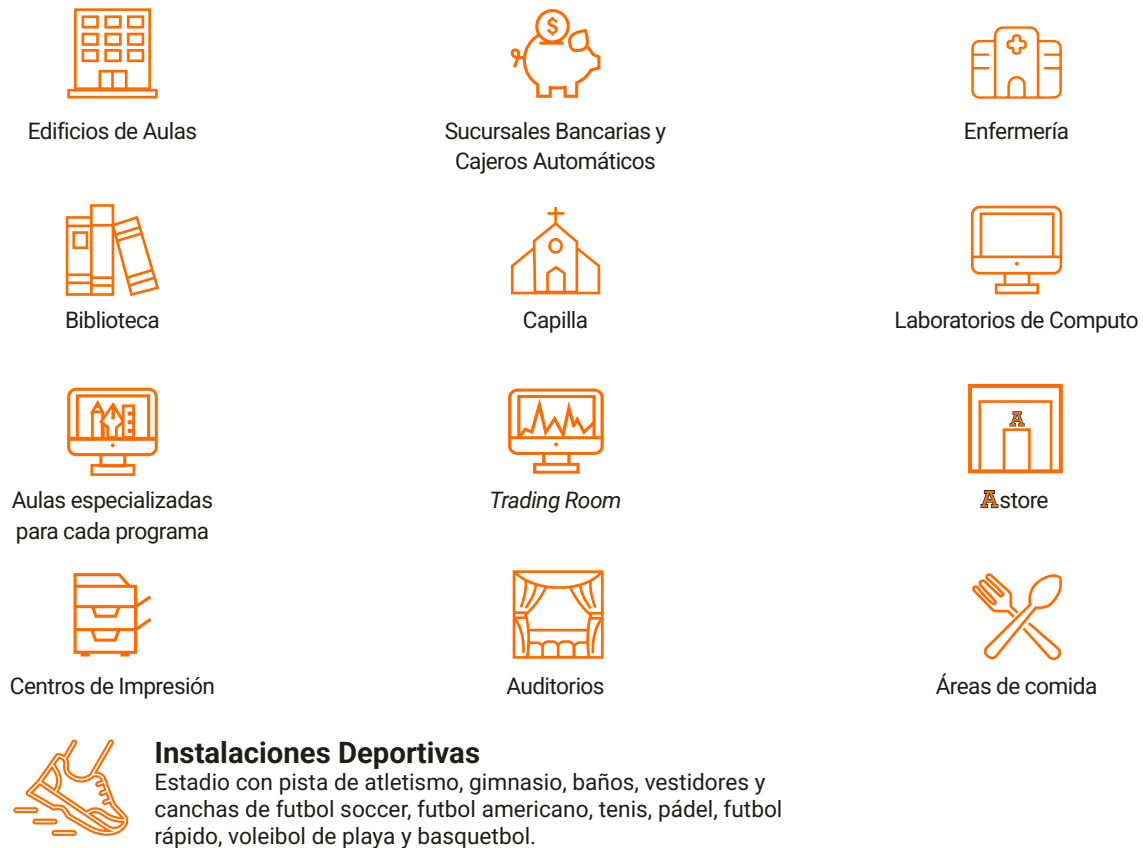 Edificios de Aulas
Sucursales Bancarias y
Cajeros Automáticos
Enfermería
Biblioteca
Capilla
Laboratorios de Computo
Aulas especializadas
para cada programa
Trading Room
A
Astore
Centros de Impresión
Auditorios
Áreas de comida
Instalaciones Deportivas
Estadio con pista de atletismo, gimnasio, baños, vestidores y
canchas de futbol soccer, futbol americano, tenis, pádel, futbol
rápido, voleibol de playa y basquetbol.